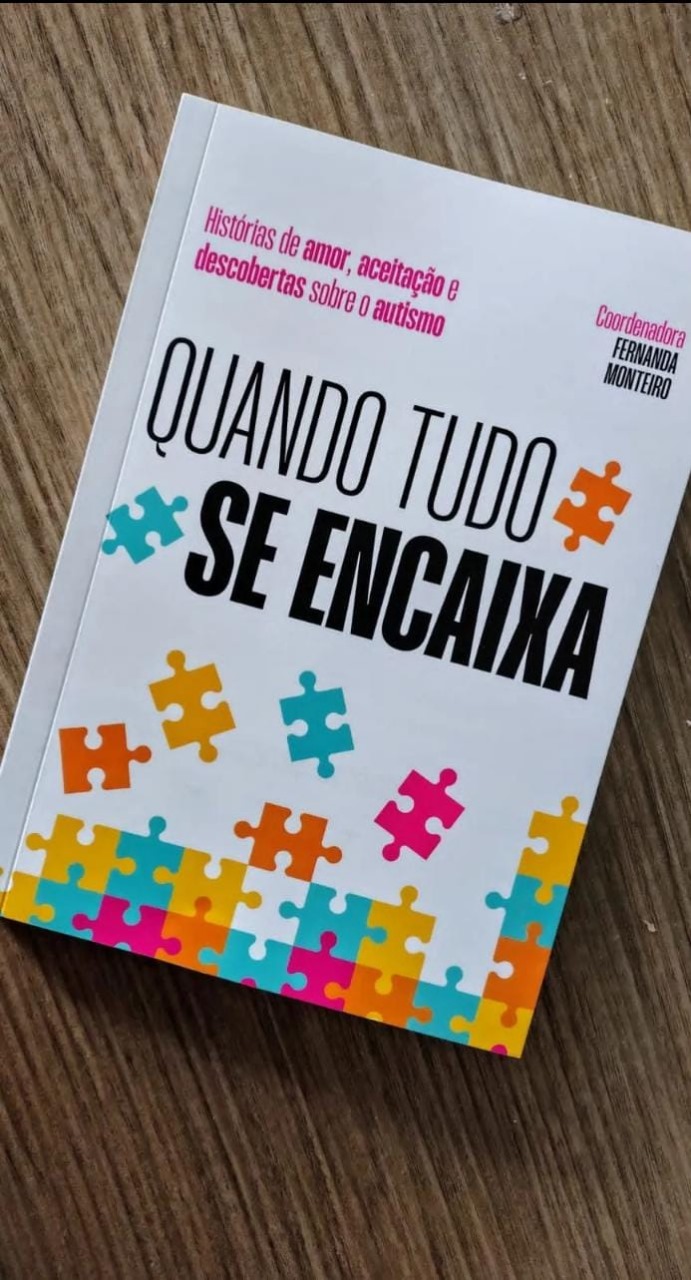 Histórias de amor, aceitação e
descobertas sobre o autismo
Coordenadora
FERNANDA
MONTEIRO
QUANDO TUDO
SE ENCAIXA